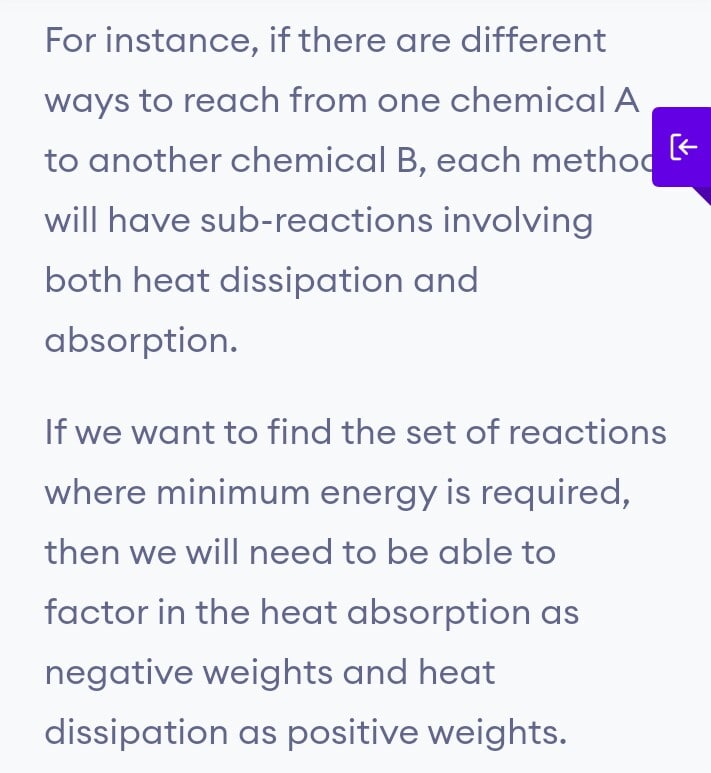 For instance, if there are different
ways to reach from one chemical A
to another chemical B, each method
will have sub-reactions involving
both heat dissipation and
absorption.
If we want to find the set of reactions
where minimum energy is required,
then we will need to be able to
factor in the heat absorption as
negative weights and heat
dissipation as positive weights.